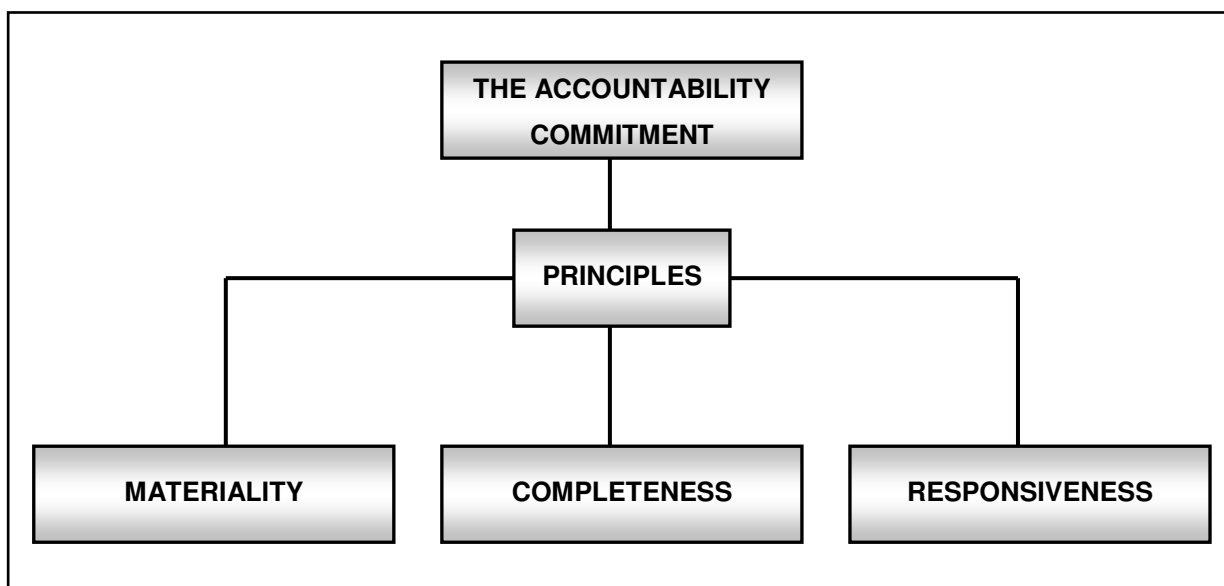 THE ACCOUNTABILITY
COMMITMENT
PRINCIPLES
MATERIALITY
COMPLETENESS
RESPONSIVENESS